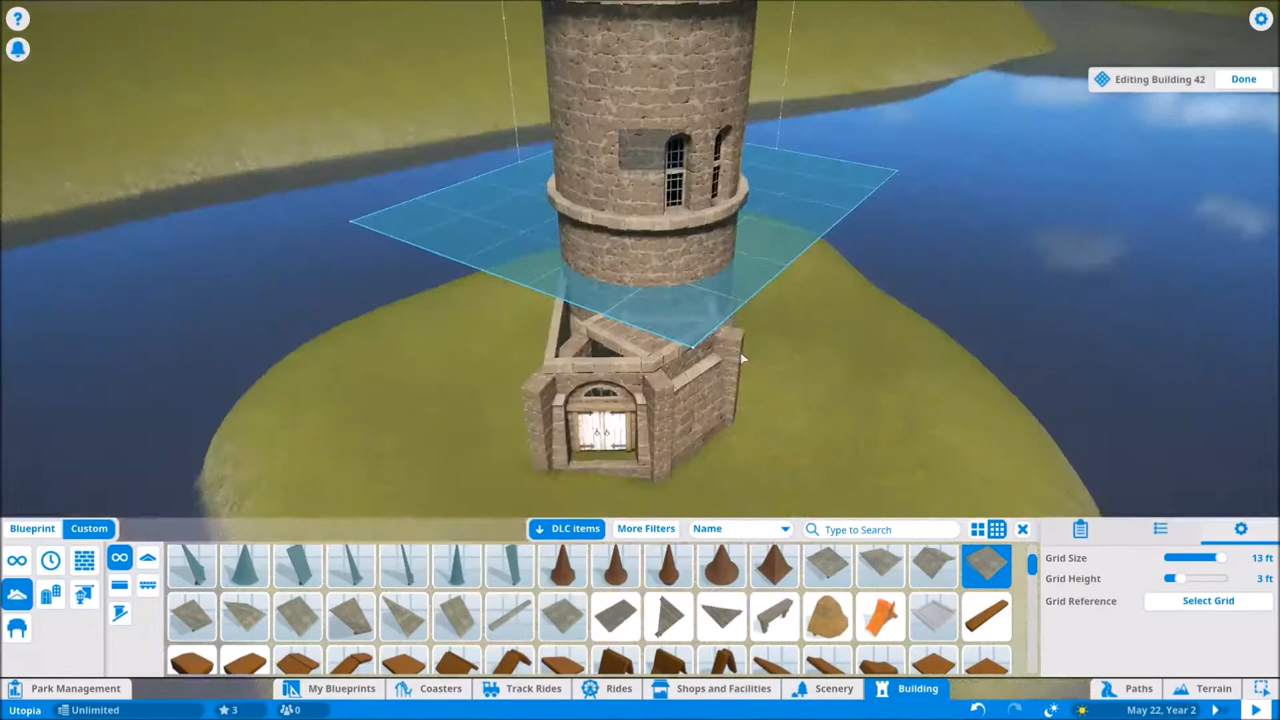 ?
Editing Building 42 Done
Blueprint Custom DLC items More Filters Name Type to Search
Grid Size 13 ft
Grid Height 3 ft
Grid Reference Select Grid
Park Management My Blueprints Coasters Track Rides Rides Shops and Facilities Scenery Building Paths Terrain
Utopia Unlimited 3 0 May 22, Year 2